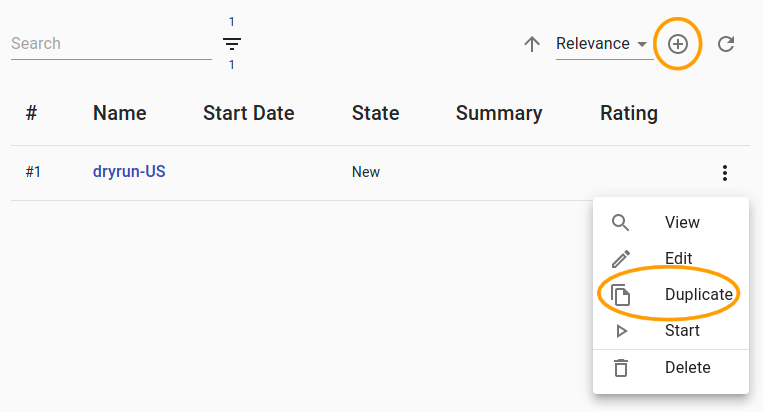 1
Search
1
Relevance
# Name Start Date State Summary Rating
#1 dryrun-US New
View
Edit
Duplicate
Start
Delete